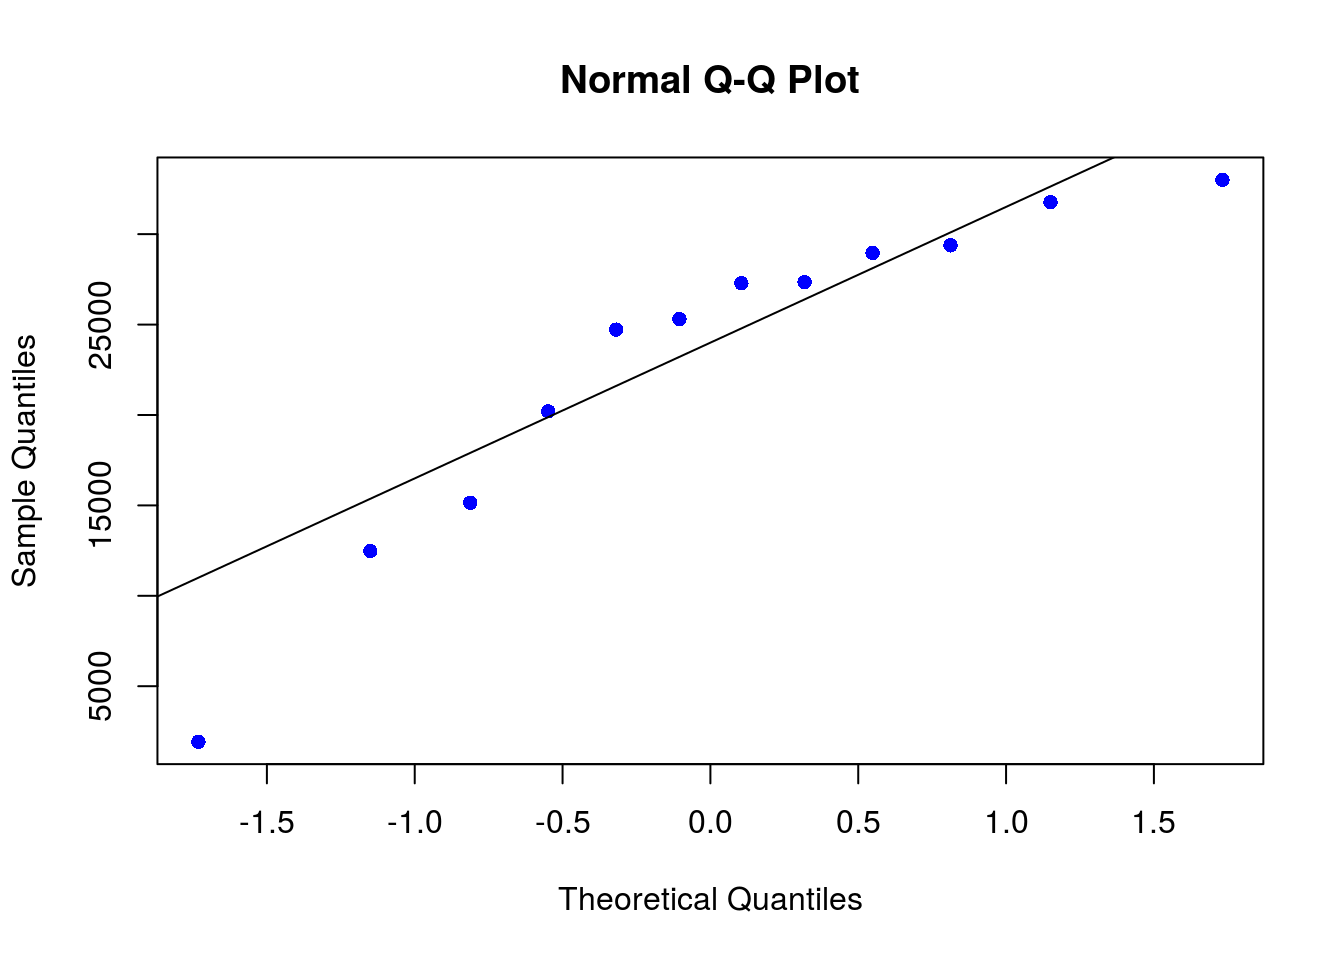 Normal Q-Q Plot
Sample Quantiles
25000
15000
5000
-1.5 -1.0 -0.5 0.0 0.5 1.0 1.5
Theoretical Quantiles